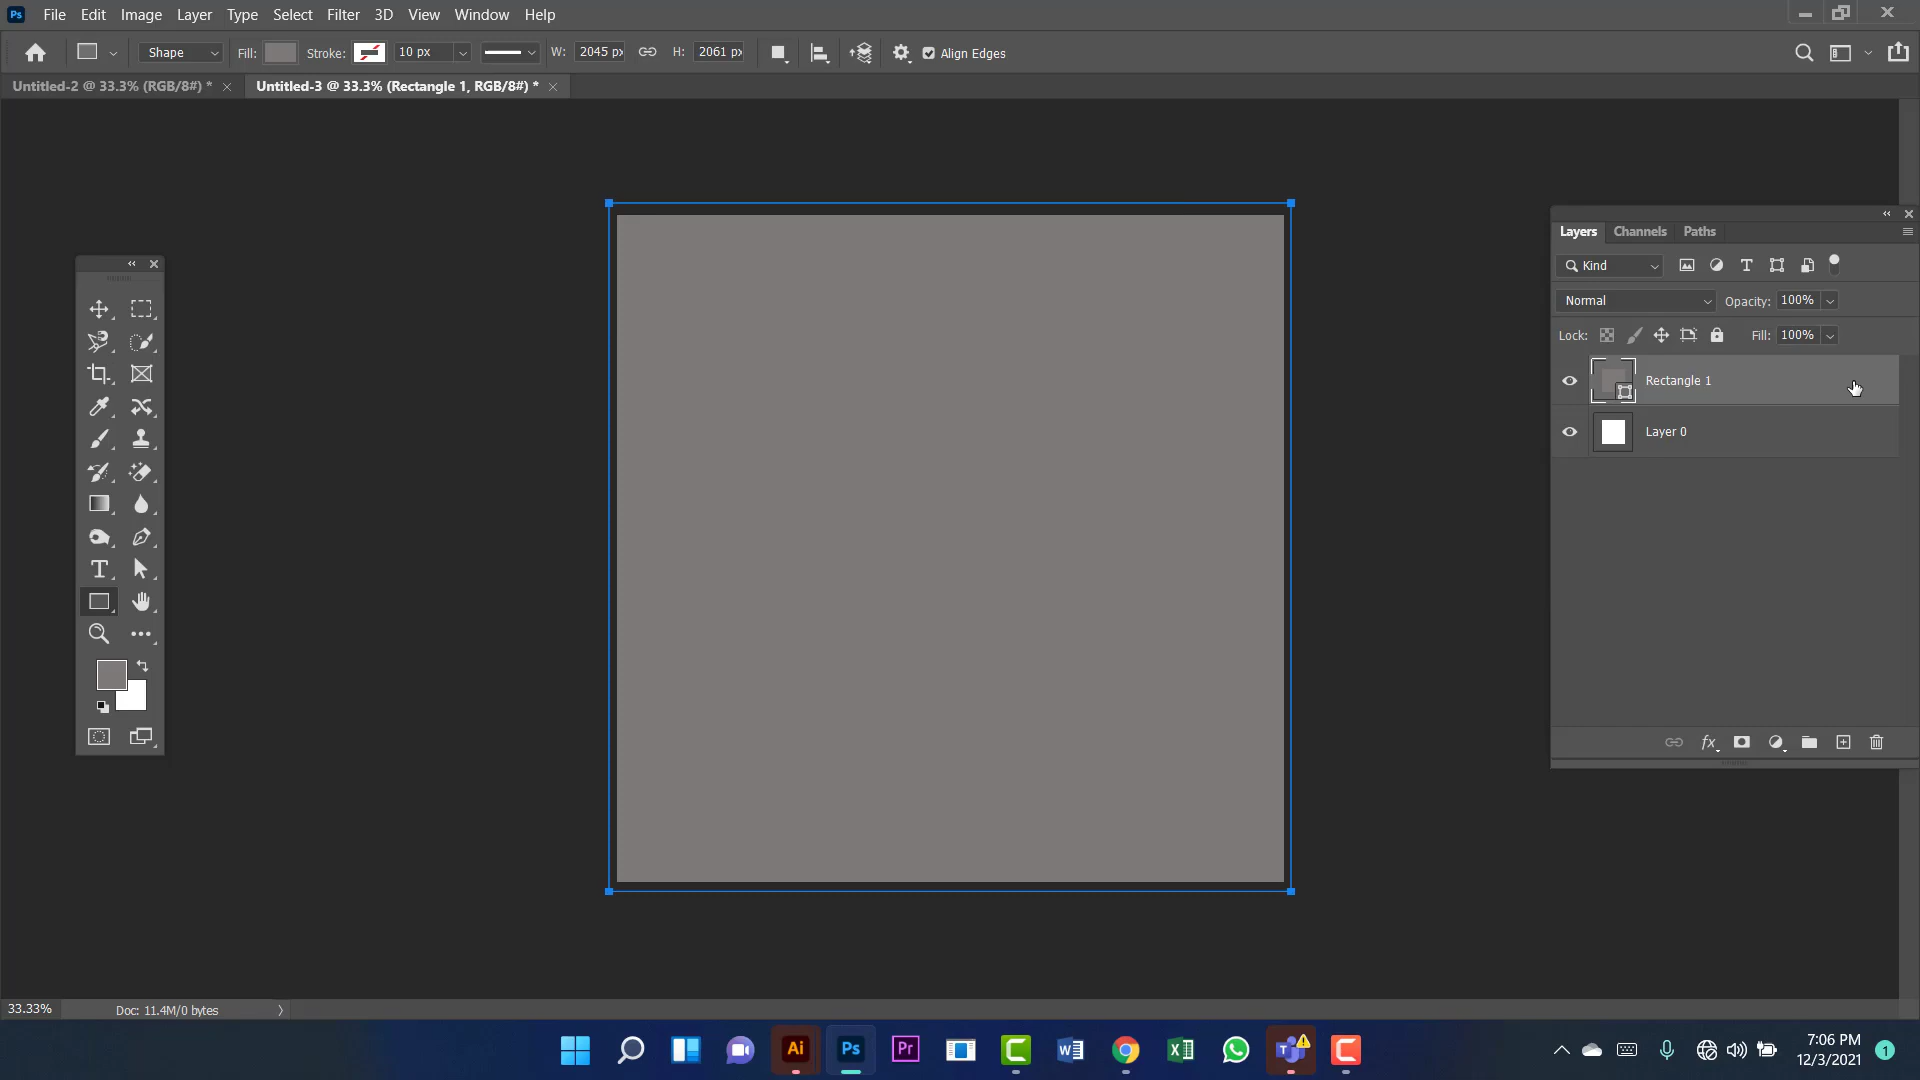 Ps File Edit Image Layer Type Select Filter 3D View Window Help
Shape Fill: Stroke: 10 px W: 2045 px H: 2061 px Align Edges
Untitled-2 @ 33.3% (RGB/8#) * Untitled-3 @ 33.3% (Rectangle 1, RGB/8#) *
Layers Channels Paths
Kind
Normal Opacity: 100%
Lock: Fill: 100%
Rectangle 1
Layer 0
T
fx
33.33% Doc: 11.4M/0 bytes
Ai Ps Pr
7:06 PM
12/3/2021
1